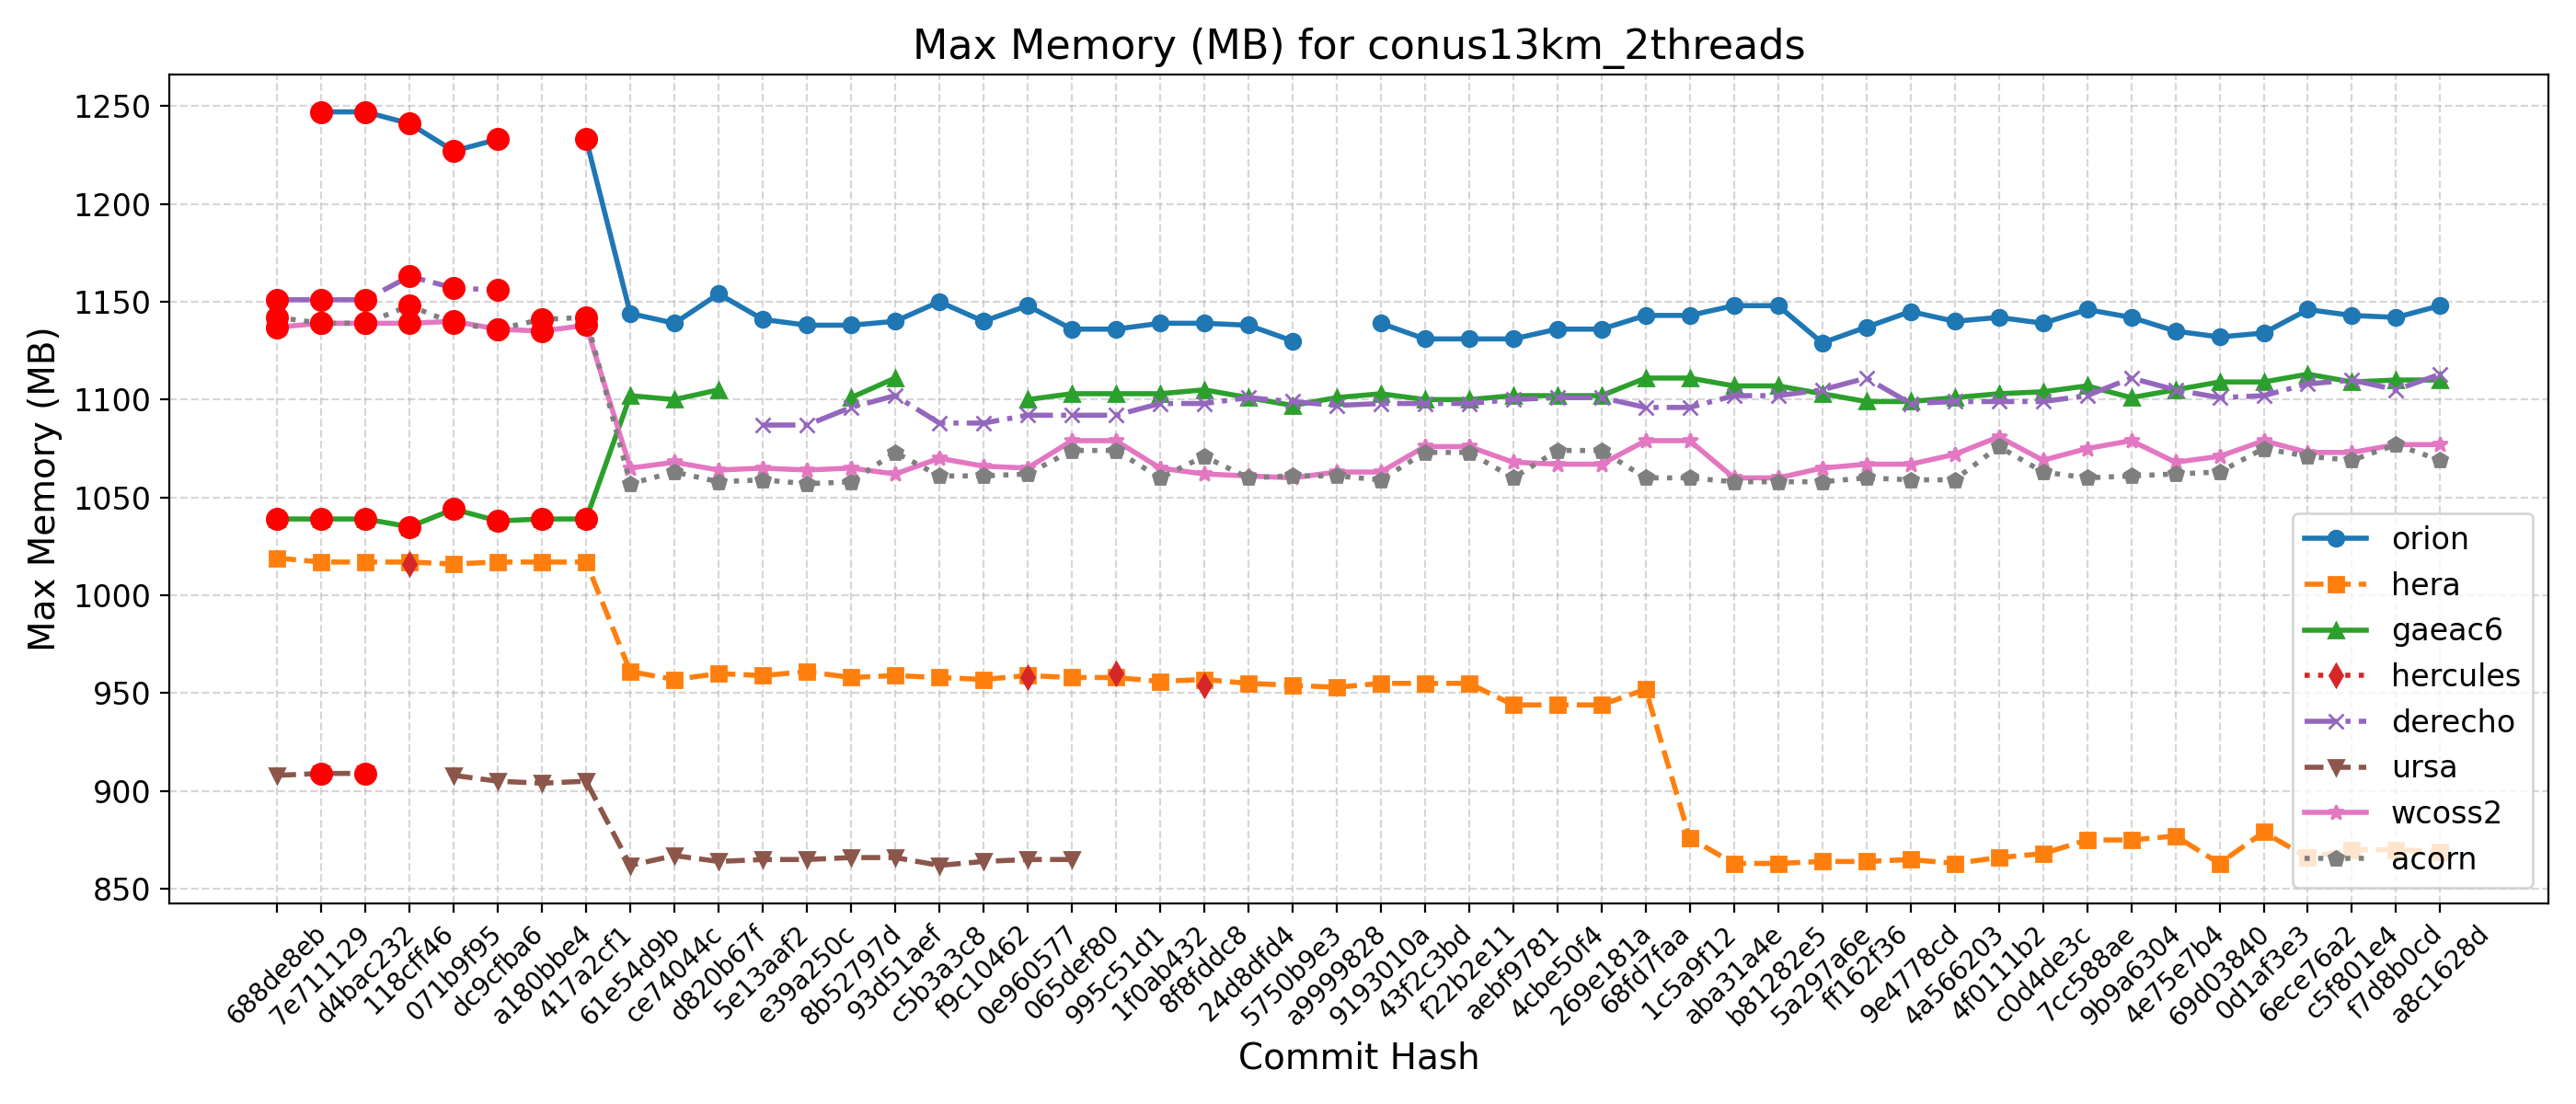 Max Memory (MB) for conus13km_2threads
Max Memory (MB)
1250
1200
1150
1100
1050
1000
950
900
850
orion
hera
gaeac6
hercules
derecho
ursa
wcoss2
acorn
688de8eb
7e711129
d4bac232
118cff46
071b9f95
dc9cfba6
a180bbe4
417a2cf1
61e54d9b
ce74044c
d820b67f
5e13aaf2
e39a250c
8b52797d
93d51aef
c5b3a3c8
f9c10462
0e960577
065def80
995c51d1
1f0ab432
8f8fddc8
24d8dfd4
5750b9e3
a9999828
9193010a
43f2c3bd
f22b2e11
aebf9781
4cbe50f4
269e181a
68fd7faa
1c5a9f12
aba31a4e
b81282e5
5a297a6e
ff162f36
9e4778cd
4a566203
4f0111b2
c0d4de3c
7cc588ae
9b9a6304
4e75e7b4
69d03840
0d1af3e3
6ece76a2
c5f801e4
f7d8b0cd
a8c1628d
Commit Hash